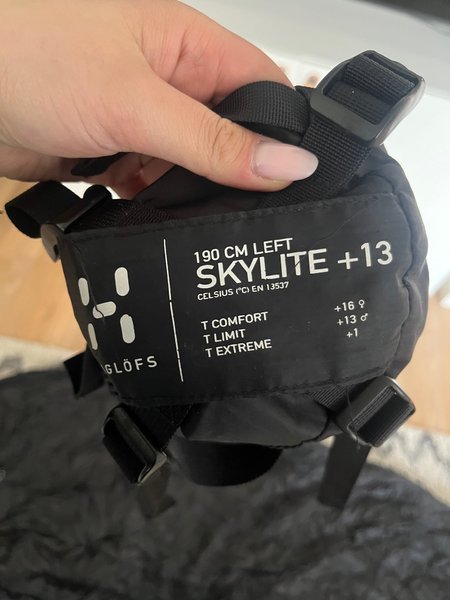 190 CM LEFT
SKYLITE +13
CELSIUS (°C) EN 13537
T COMFORT +16 ♀
T LIMIT +13 ♂
T EXTREME +1
GLÖFS